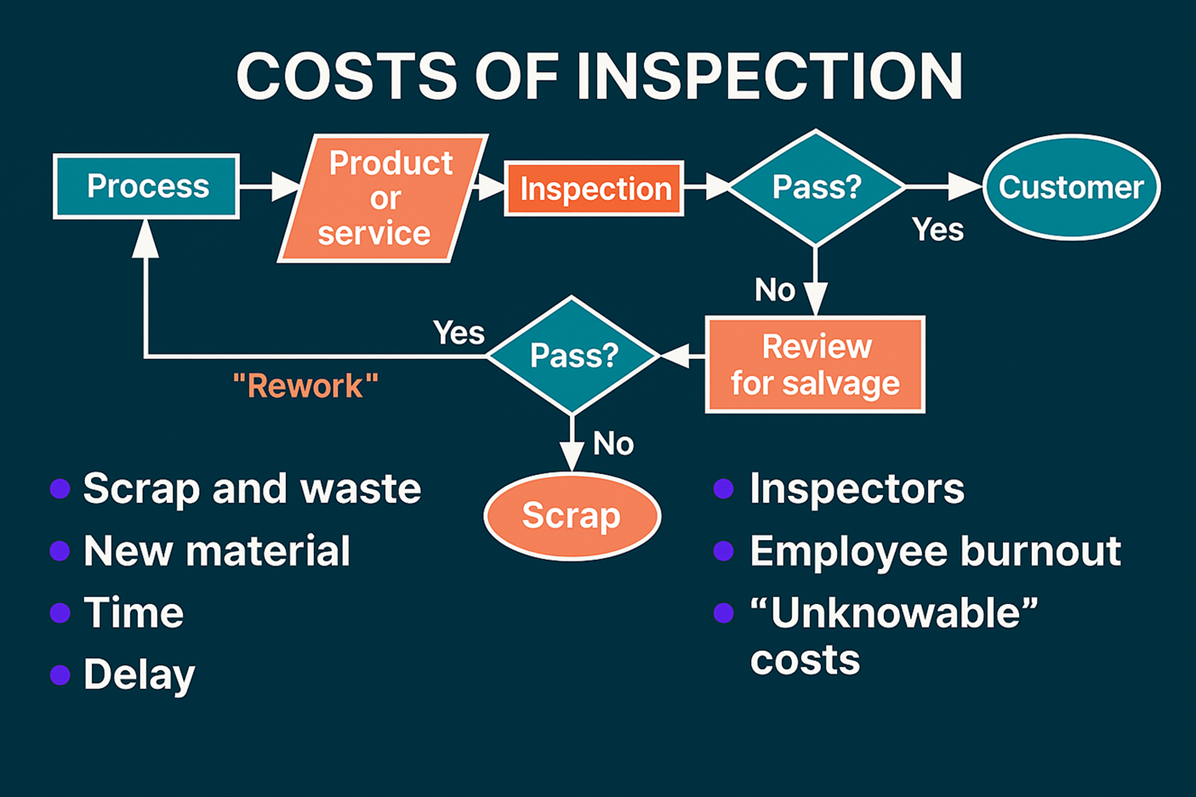 COSTS OF INSPECTION
Process
Product
or
service
Inspection
Pass?
Customer
Yes
No
Review
for salvage
Pass?
Yes
"Rework"
No
Scrap
Scrap and waste
New material
Time
Delay
Inspectors
Employee burnout
“Unknowable”
costs